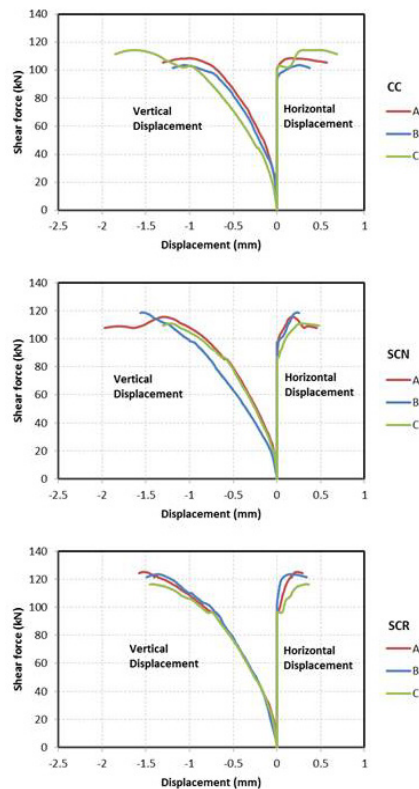 140
120
100
80
60
40
20
0
Shear force (kN)
Vertical Displacement
Horizontal Displacement
-2.5 -2 -1.5 -1 -0.5 0 0.5 1
Displacement (mm)
CC
A
B
C
140
120
100
80
60
40
20
0
Shear force (kN)
Vertical Displacement
Horizontal Displacement
-2.5 -2 -1.5 -1 -0.5 0 0.5 1
Displacement (mm)
SCN
A
B
C
140
120
100
80
60
40
20
0
Shear force (kN)
Vertical Displacement
Horizontal Displacement
-2.5 -2 -1.5 -1 -0.5 0 0.5 1
Displacement (mm)
SCR
A
B
C